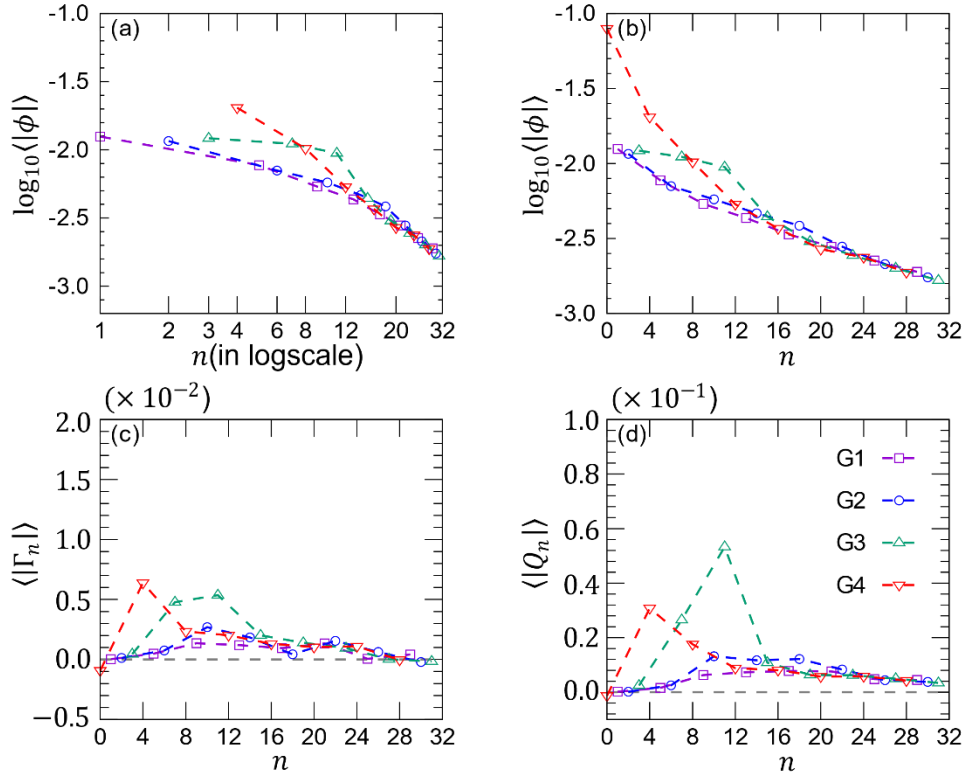 (a)
log₁₀⟨|ϕ|⟩
-1.0
-1.5
-2.0
-2.5
-3.0
1 2 3 4 6 8 12 20 32
n(in logscale)
(b)
log₁₀⟨|ϕ|⟩
-1.0
-1.5
-2.0
-2.5
-3.0
0 4 8 12 16 20 24 28 32
n
(× 10⁻²)
(c)
⟨|Γₙ|⟩
2.0
1.5
1.0
0.5
0.0
−0.5
0 4 8 12 16 20 24 28 32
n
(× 10⁻¹)
(d)
⟨|Qₙ|⟩
1.0
0.8
0.6
0.4
0.2
0.0
0 4 8 12 16 20 24 28 32
n
G1
G2
G3
G4